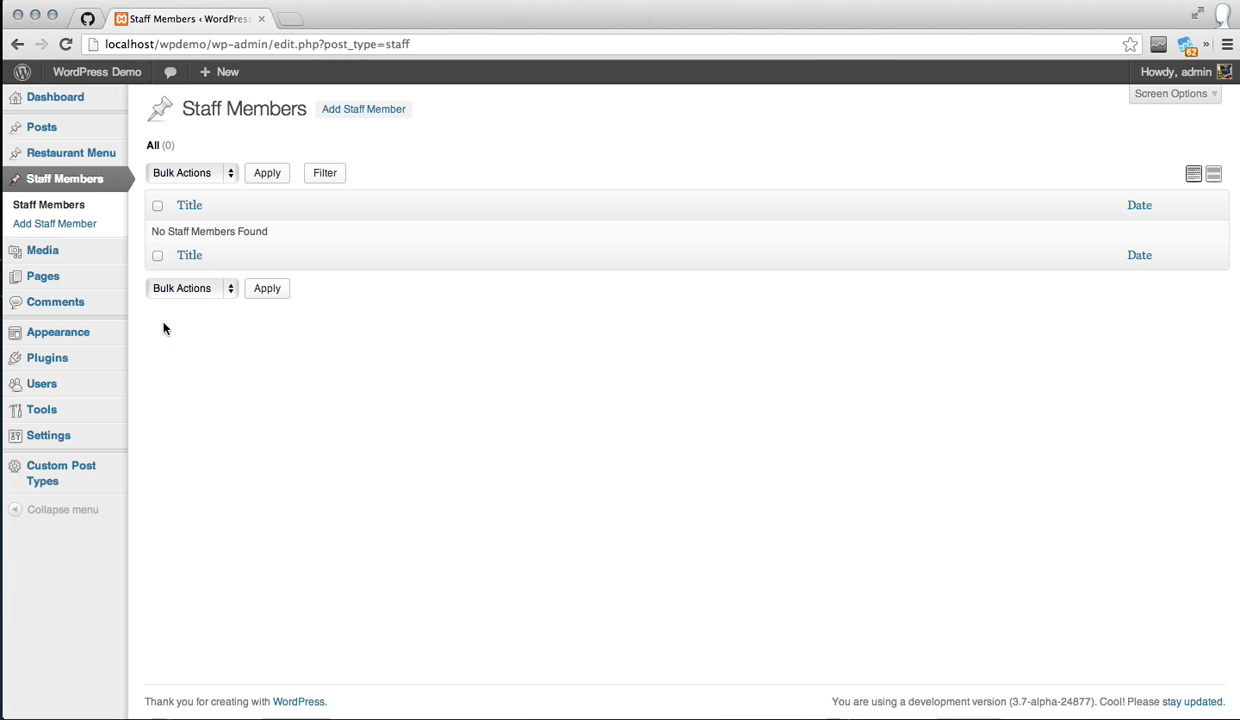 Staff Members ‹ WordPress
localhost/wpdemo/wp-admin/edit.php?post_type=staff
62
»
WordPress Demo
+ New
Howdy, admin
Dashboard
Posts
Restaurant Menu
Staff Members
Staff Members
Add Staff Member
Media
Pages
Comments
Appearance
Plugins
Users
Tools
Settings
Custom Post
Types
Collapse menu
Screen Options
Staff Members
Add Staff Member
All (0)
Bulk Actions
Apply
Filter
Title
Date
No Staff Members Found
Title
Date
Bulk Actions
Apply
Thank you for creating with WordPress.
You are using a development version (3.7-alpha-24877). Cool! Please stay updated.